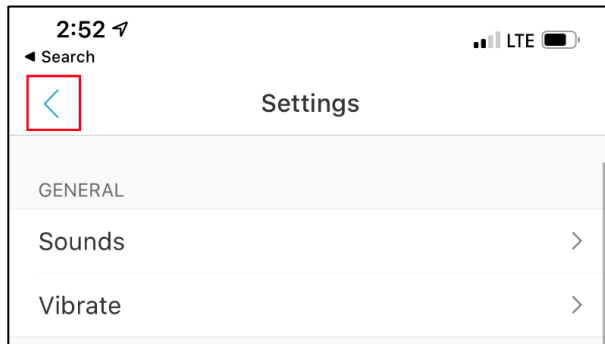 2:52 LTE
◀ Search
Settings
GENERAL
Sounds
Vibrate